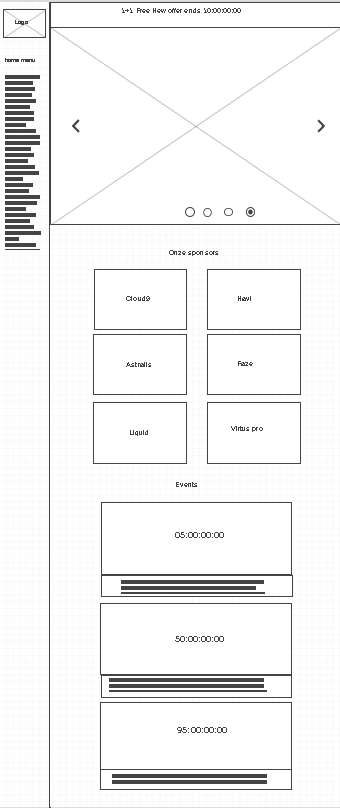 Logo
home menu
1+1 Free New offer ends 10:00:00:00
Onze sponsors
Cloud9
Navi
Astralis
Faze
Liquid
Virtus pro
Events
05:00:00:00
50:00:00:00
95:00:00:00